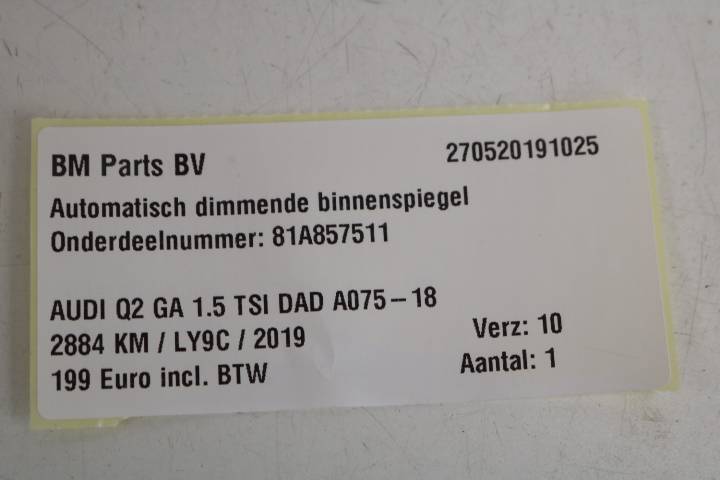 BM Parts BV 270520191025
Automatisch dimmende binnenspiegel
Onderdeelnummer: 81A857511
AUDI Q2 GA 1.5 TSI DAD A075-18
2884 KM / LY9C / 2019 Verz: 10
199 Euro incl. BTW Aantal: 1